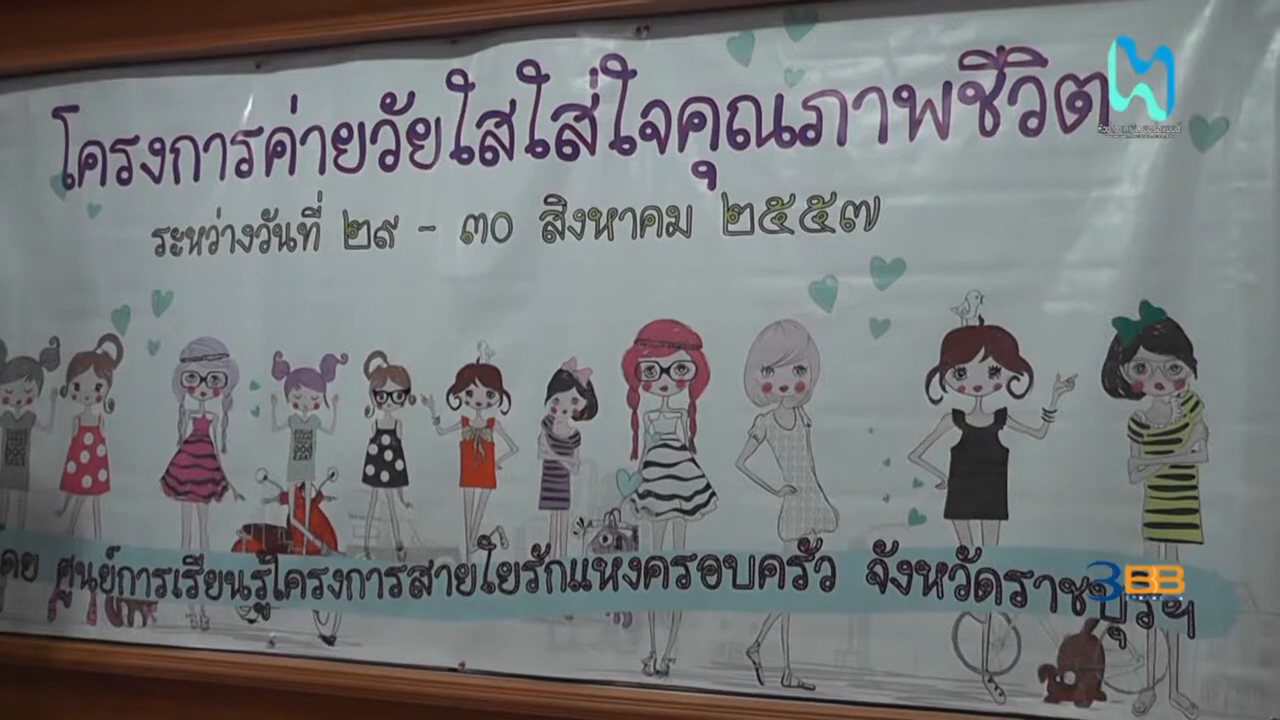 โครงการค่ายวัยใสใส่ใจคุณภาพชีวิต
ระหว่างวันที่ ๒๙ - ๓๐ สิงหาคม ๒๕๕๗
ศูนย์การเรียนรู้โครงการสายใยรักแห่งครอบครัว จังหวัดราชบุรี
3BB